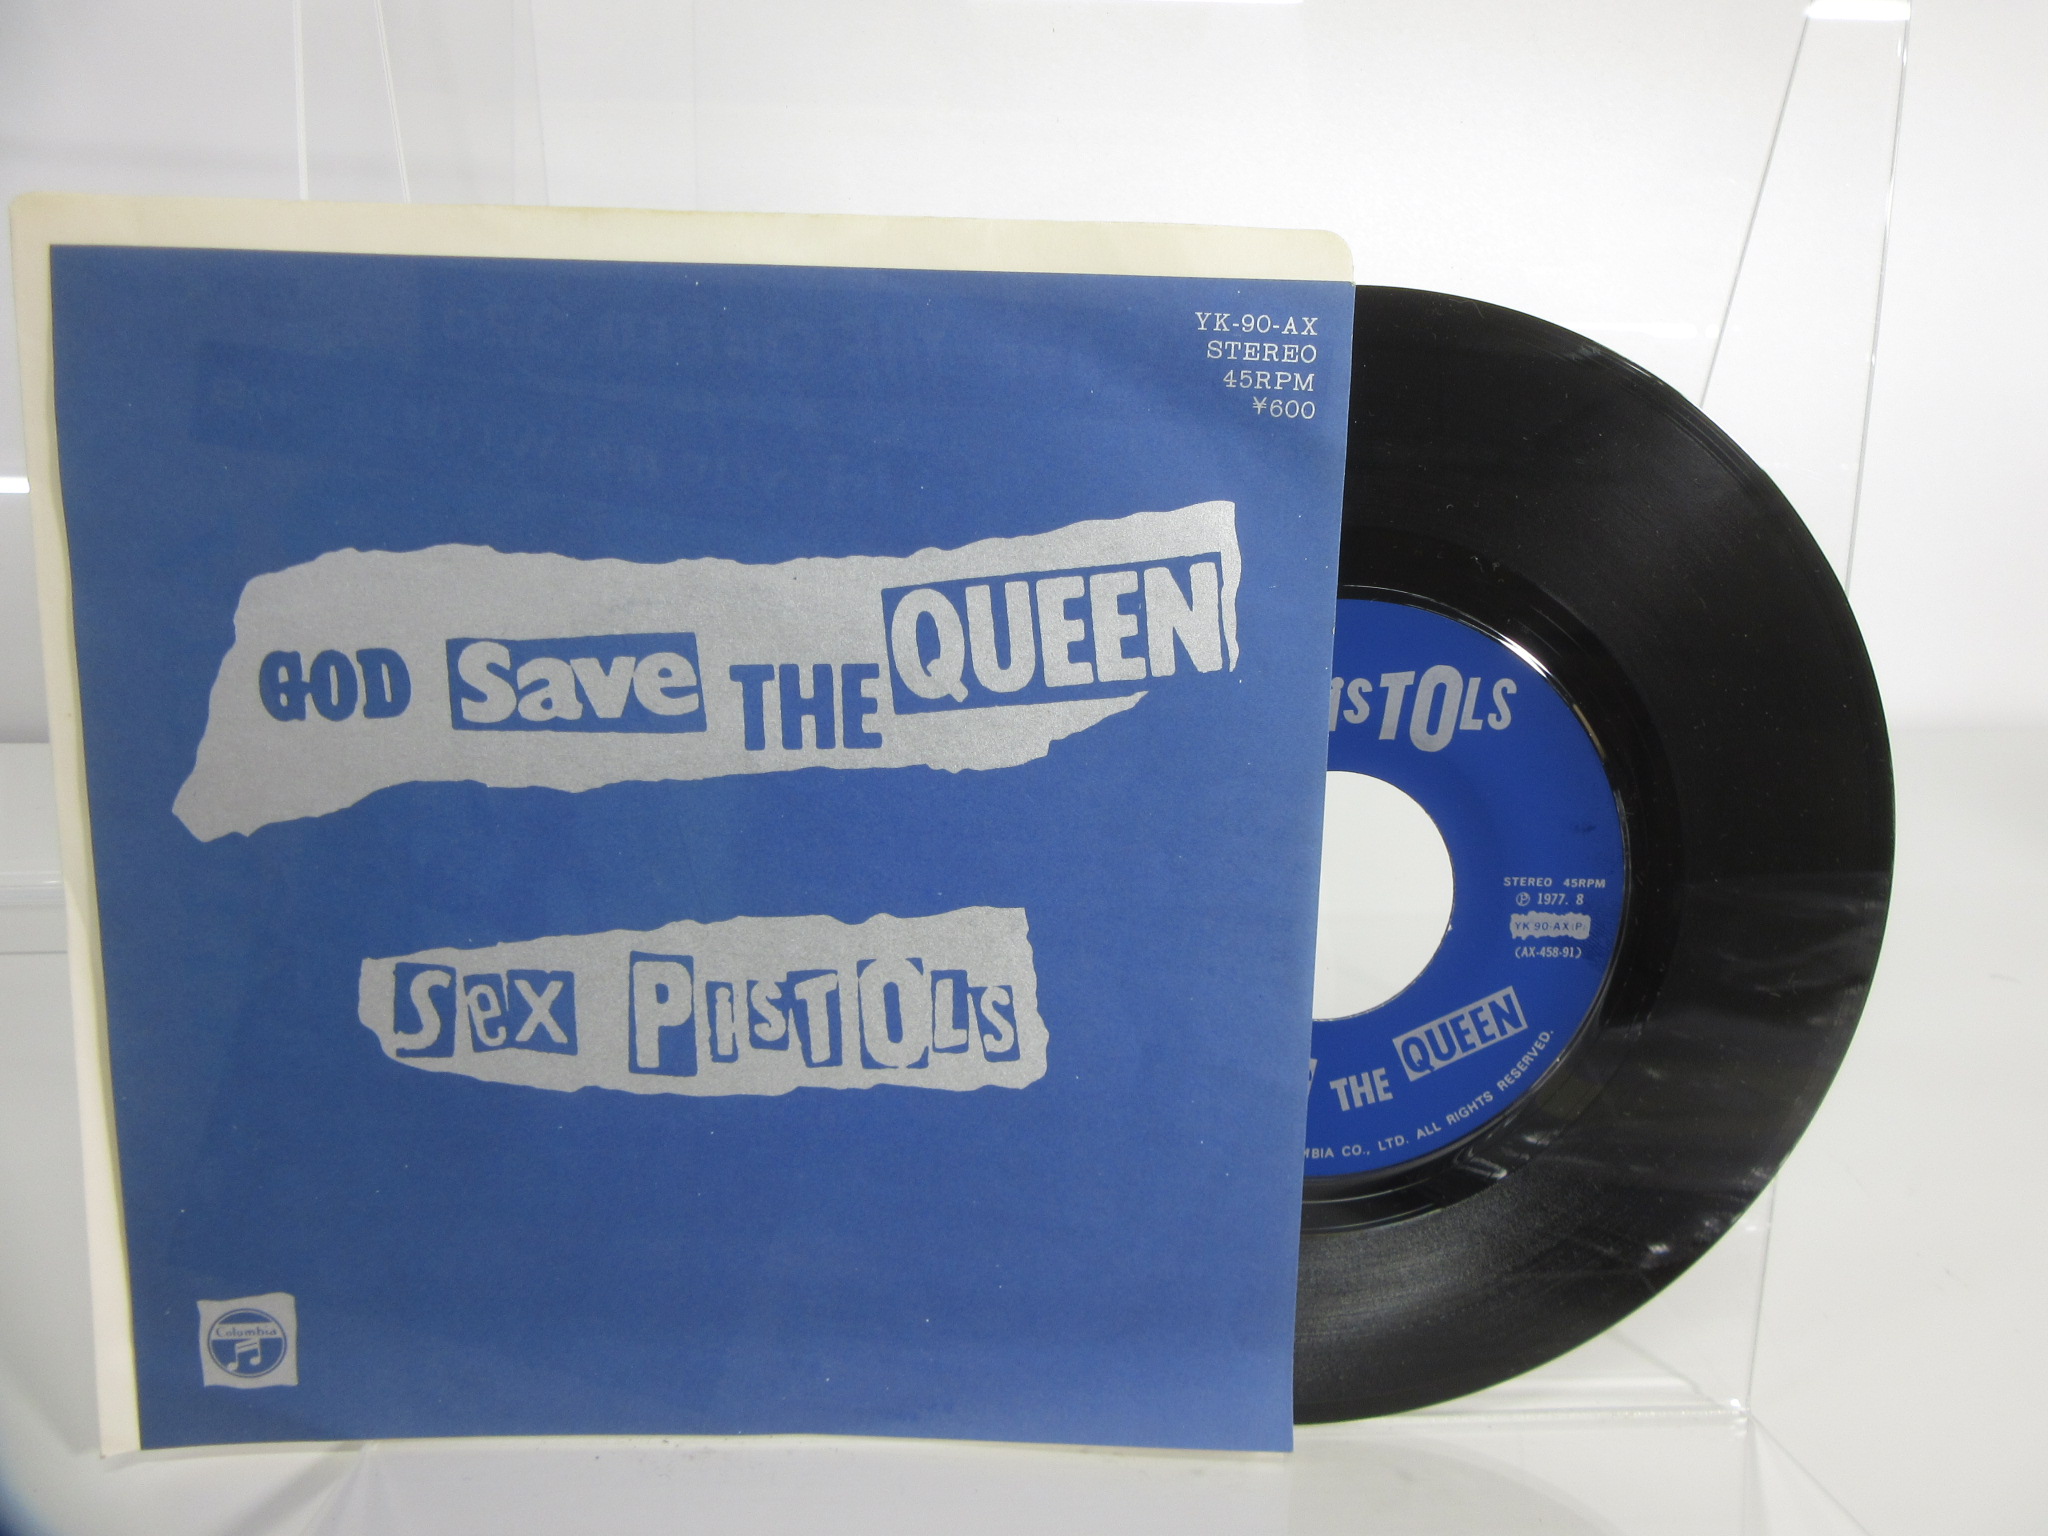 YK-90-AX
STEREO
45RPM
¥600
GOD Save THE QUEEN
Sex PisTOLs
Columbia
isTOLs
STEREO 45RPM
℗ 1977. 8
YK 90-AX(P)
(AX-458-91)
THE QUEEN
CO., LTD. ALL RIGHTS RESERVED.